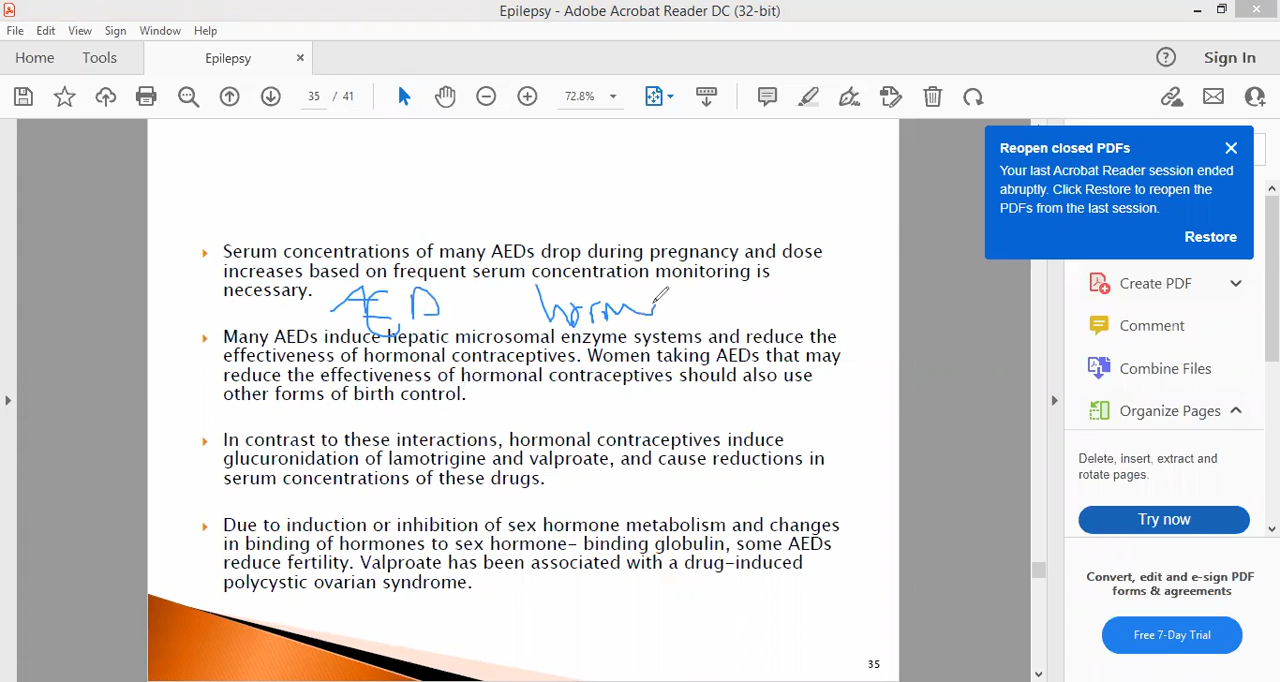 Epilepsy - Adobe Acrobat Reader DC (32-bit)
File Edit View Sign Window Help
Home Tools Epilepsy × Sign In
35 / 41 72.8%
Reopen closed PDFs
Your last Acrobat Reader session ended
abruptly. Click Restore to reopen the
PDFs from the last session.
Restore
Serum concentrations of many AEDs drop during pregnancy and dose
increases based on frequent serum concentration monitoring is
necessary.
AED horm
Many AEDs induce hepatic microsomal enzyme systems and reduce the
effectiveness of hormonal contraceptives. Women taking AEDs that may
reduce the effectiveness of hormonal contraceptives should also use
other forms of birth control.
In contrast to these interactions, hormonal contraceptives induce
glucuronidation of lamotrigine and valproate, and cause reductions in
serum concentrations of these drugs.
Due to induction or inhibition of sex hormone metabolism and changes
in binding of hormones to sex hormone- binding globulin, some AEDs
reduce fertility. Valproate has been associated with a drug-induced
polycystic ovarian syndrome.
35
Create PDF
Comment
Combine Files
Organize Pages
Delete, insert, extract and
rotate pages.
Try now
Convert, edit and e-sign PDF
forms & agreements
Free 7-Day Trial